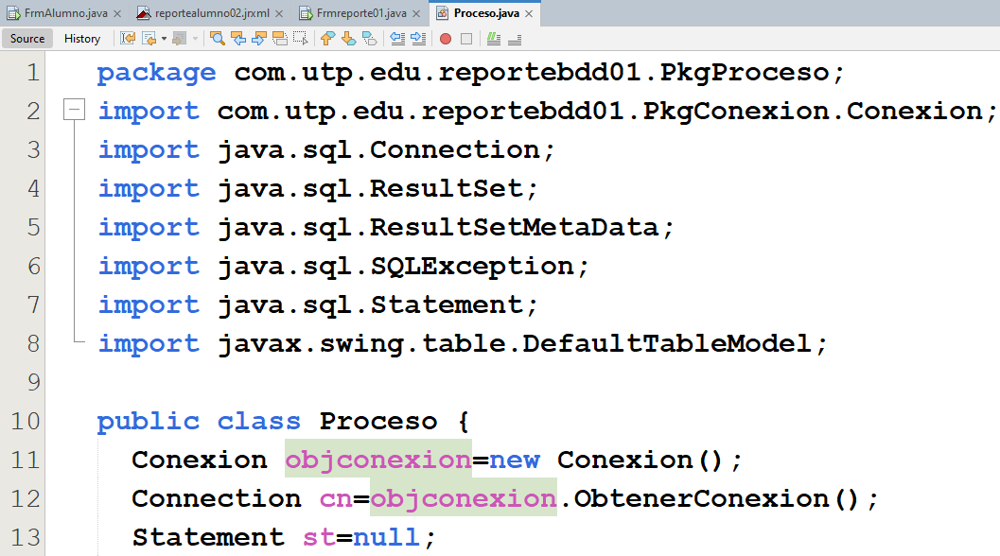 FrmAlumno.java reportealumno02.jrxml Frmreporte01.java Proceso.java
Source History
1 package com.utp.edu.reportebdd01.PkgProceso;
2 import com.utp.edu.reportebdd01.PkgConexion.Conexion;
3 import java.sql.Connection;
4 import java.sql.ResultSet;
5 import java.sql.ResultSetMetaData;
6 import java.sql.SQLException;
7 import java.sql.Statement;
8 import javax.swing.table.DefaultTableModel;
9
10 public class Proceso {
11 Conexion objconexion=new Conexion();
12 Connection cn=objconexion.ObtenerConexion();
13 Statement st=null;